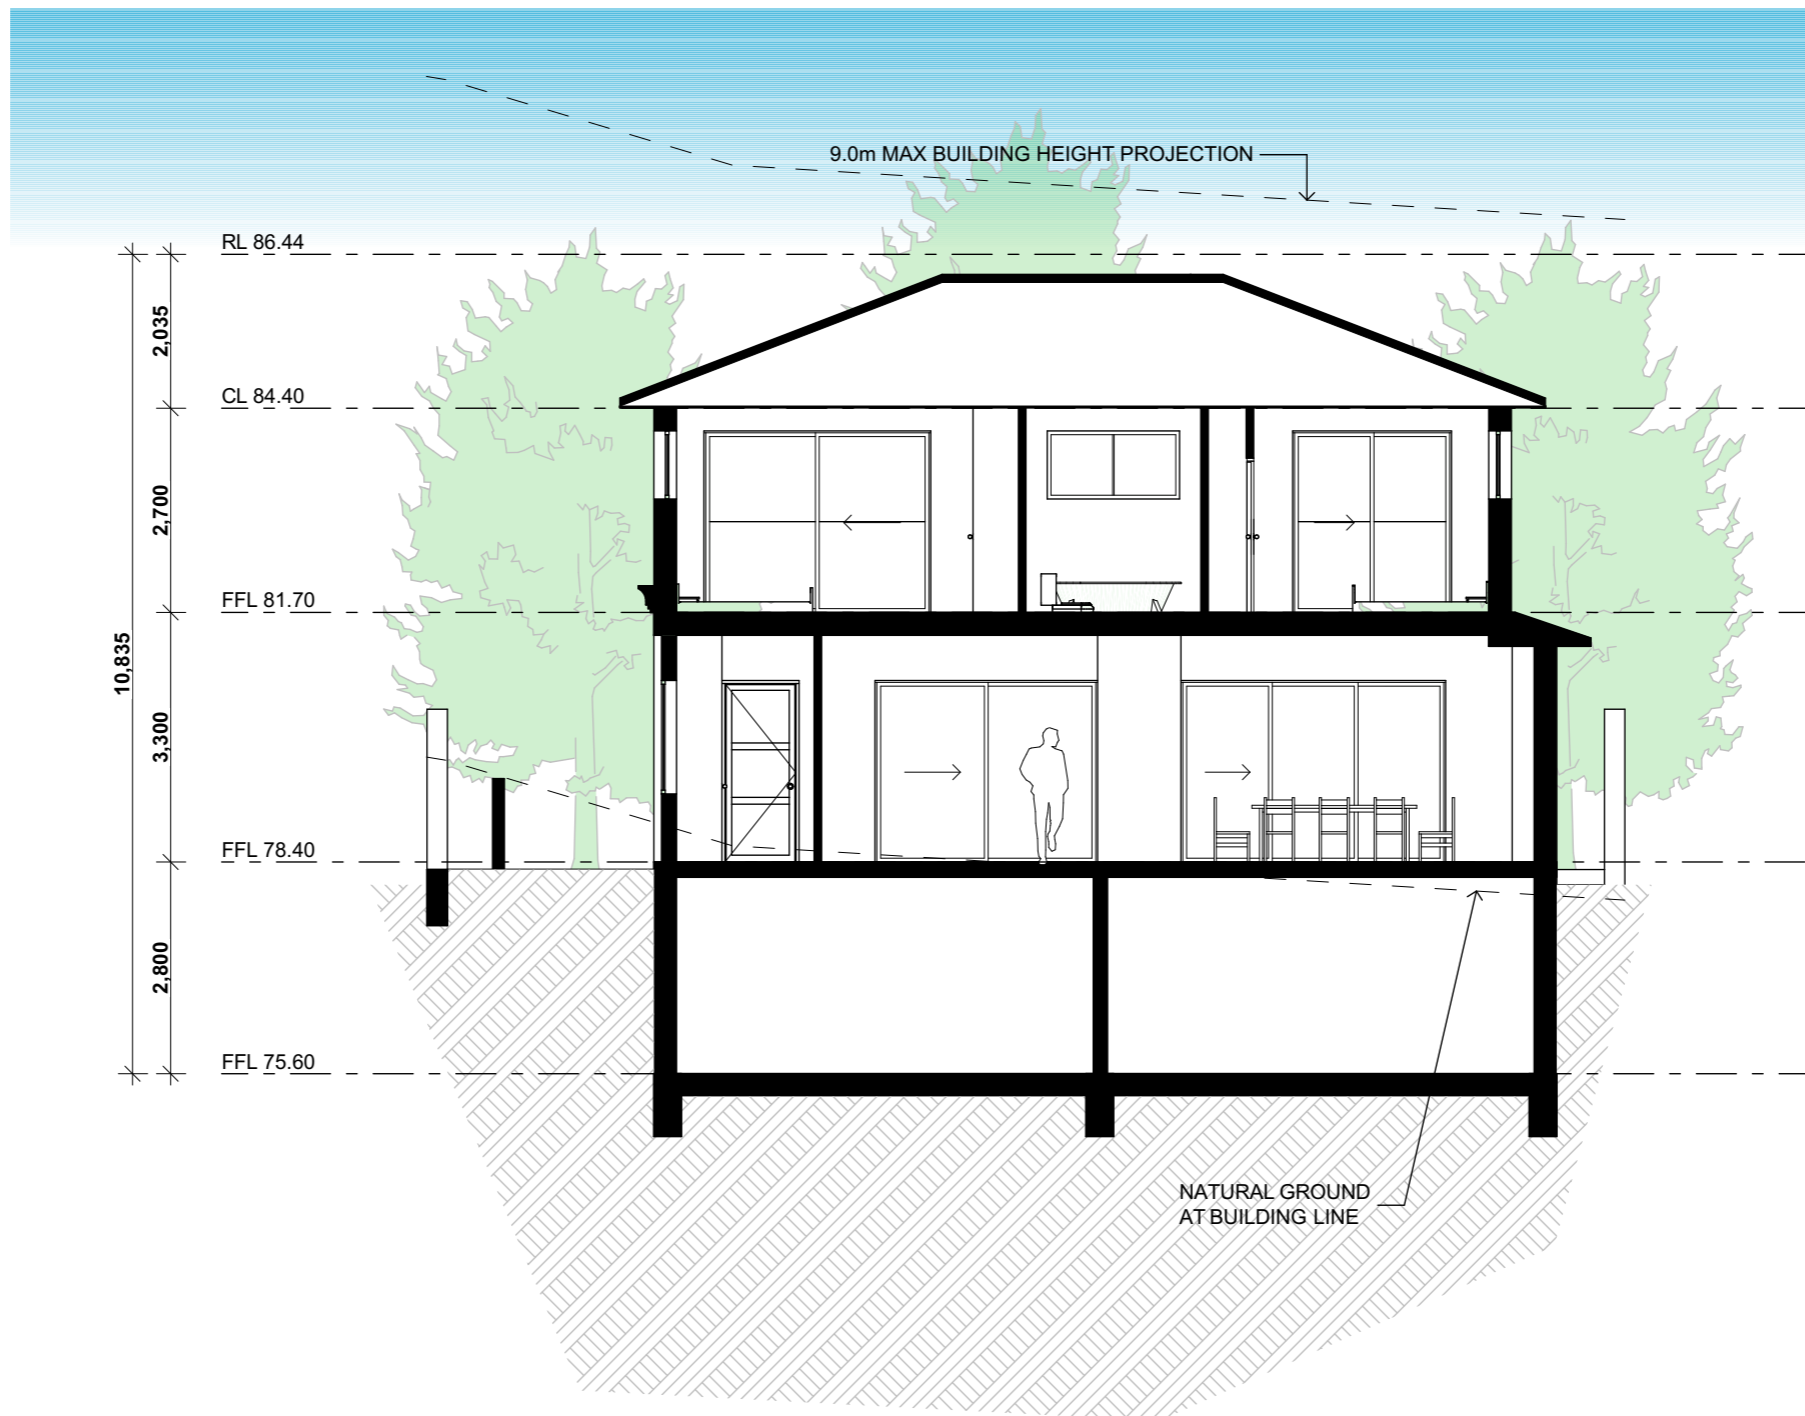 9.0m MAX BUILDING HEIGHT PROJECTION
RL 86.44
2,035
CL 84.40
2,700
FFL 81.70
10,835
3,300
FFL 78.40
2,800
FFL 75.60
NATURAL GROUND
AT BUILDING LINE